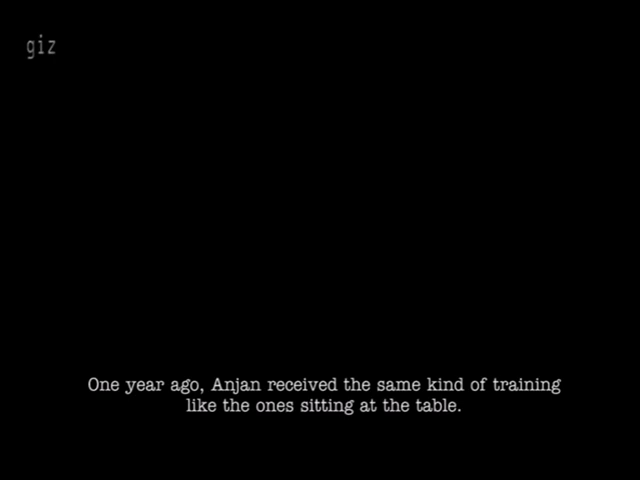 giz
One year ago, Anjan received the same kind of training
like the ones sitting at the table.